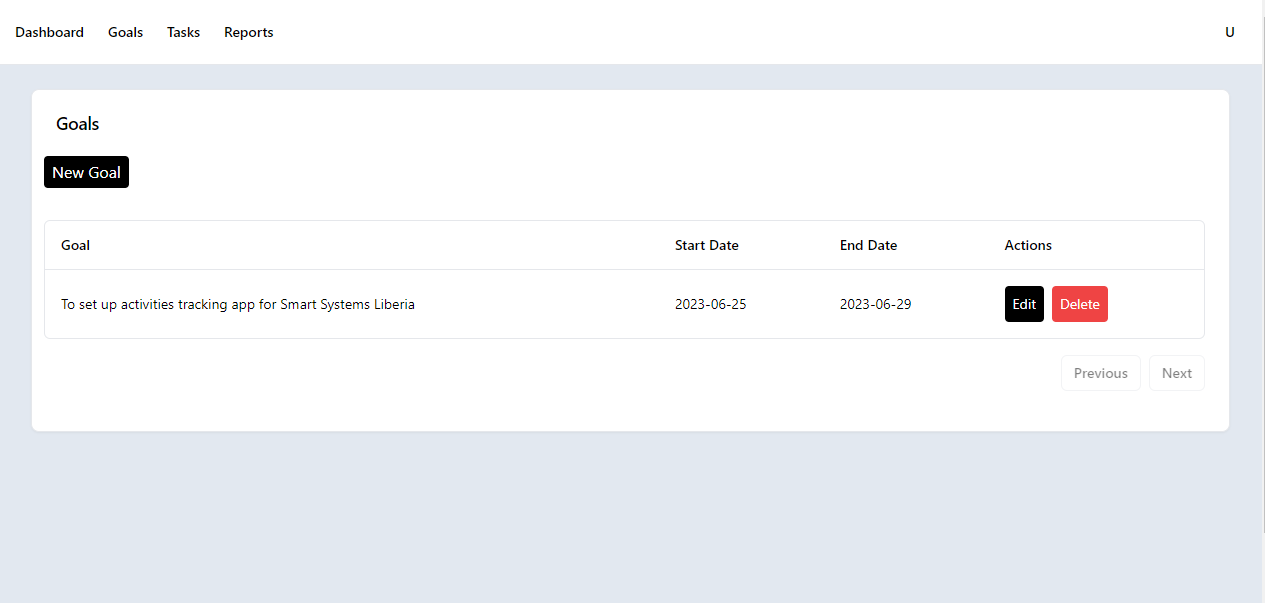 Dashboard Goals Tasks Reports U
Goals
New Goal
Goal Start Date End Date Actions
To set up activities tracking app for Smart Systems Liberia 2023-06-25 2023-06-29 Edit Delete
Previous Next